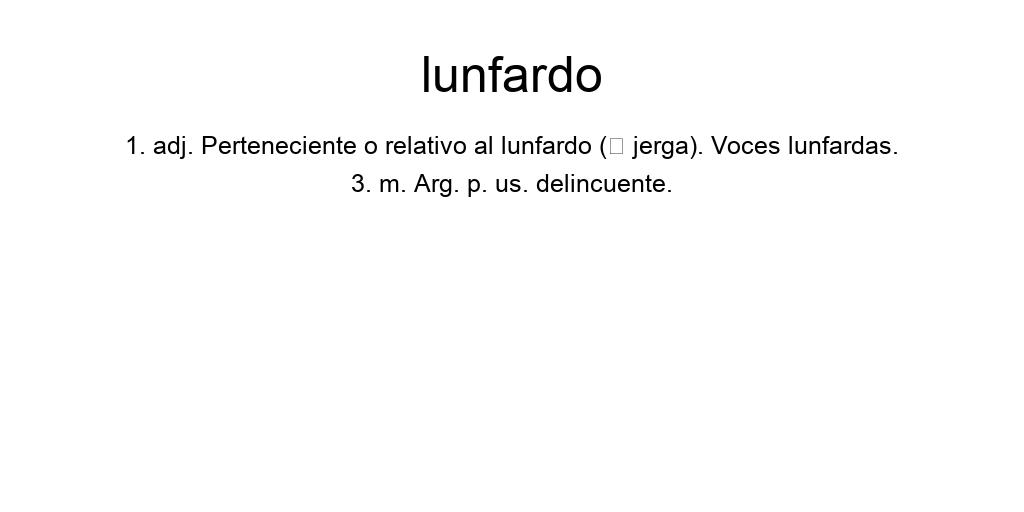 lunfardo
1. adj. Perteneciente o relativo al lunfardo (□ jerga). Voces lunfardas.
3. m. Arg. p. us. delincuente.